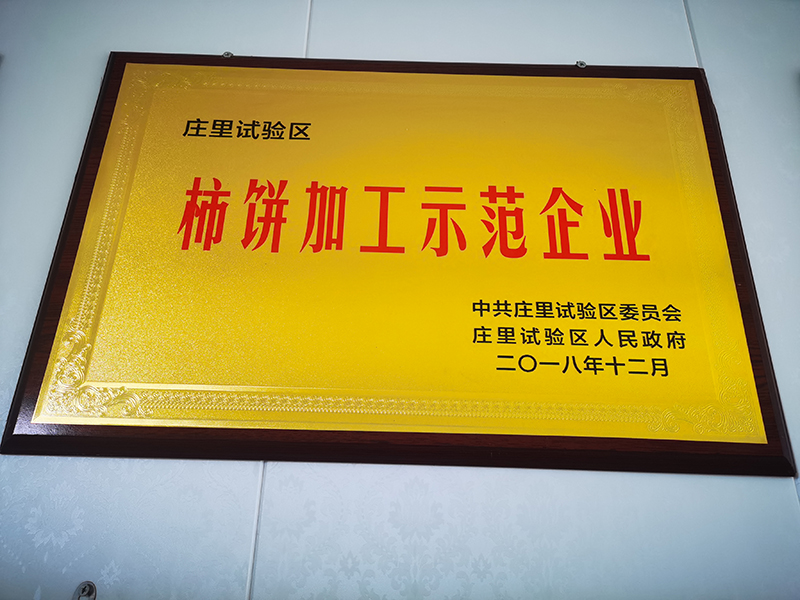 庄里试验区
柿饼加工示范企业
中共庄里试验区委员会
庄里试验区人民政府
二〇一八年十二月